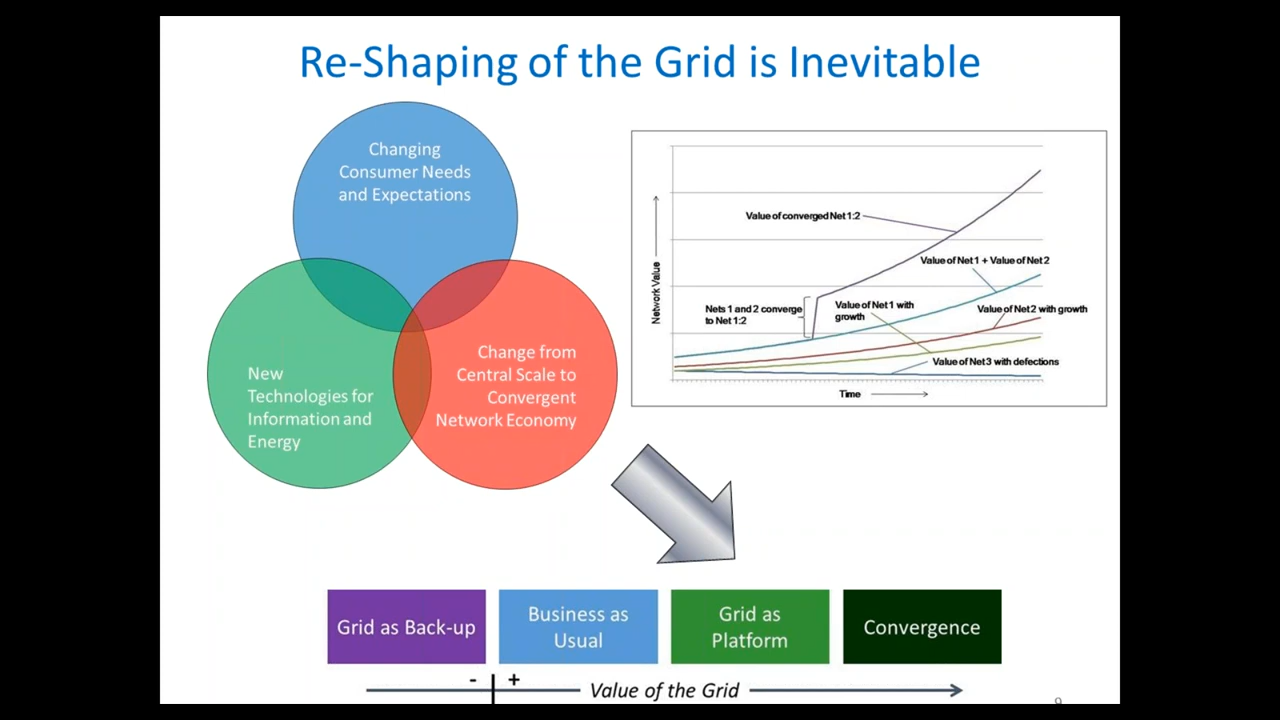 Re-Shaping of the Grid is Inevitable
Changing
Consumer Needs
and Expectations
New
Technologies for
Information and
Energy
Change from
Central Scale to
Convergent
Network Economy
Network Value
Value of converged Net 1:2
Value of Net 1 + Value of Net 2
Nets 1 and 2 converge
to Net 1:2
Value of Net 1 with
growth
Value of Net 2 with growth
Value of Net 3 with defections
Time
Grid as Back-up
Business as
Usual
Grid as
Platform
Convergence
- +
Value of the Grid
9